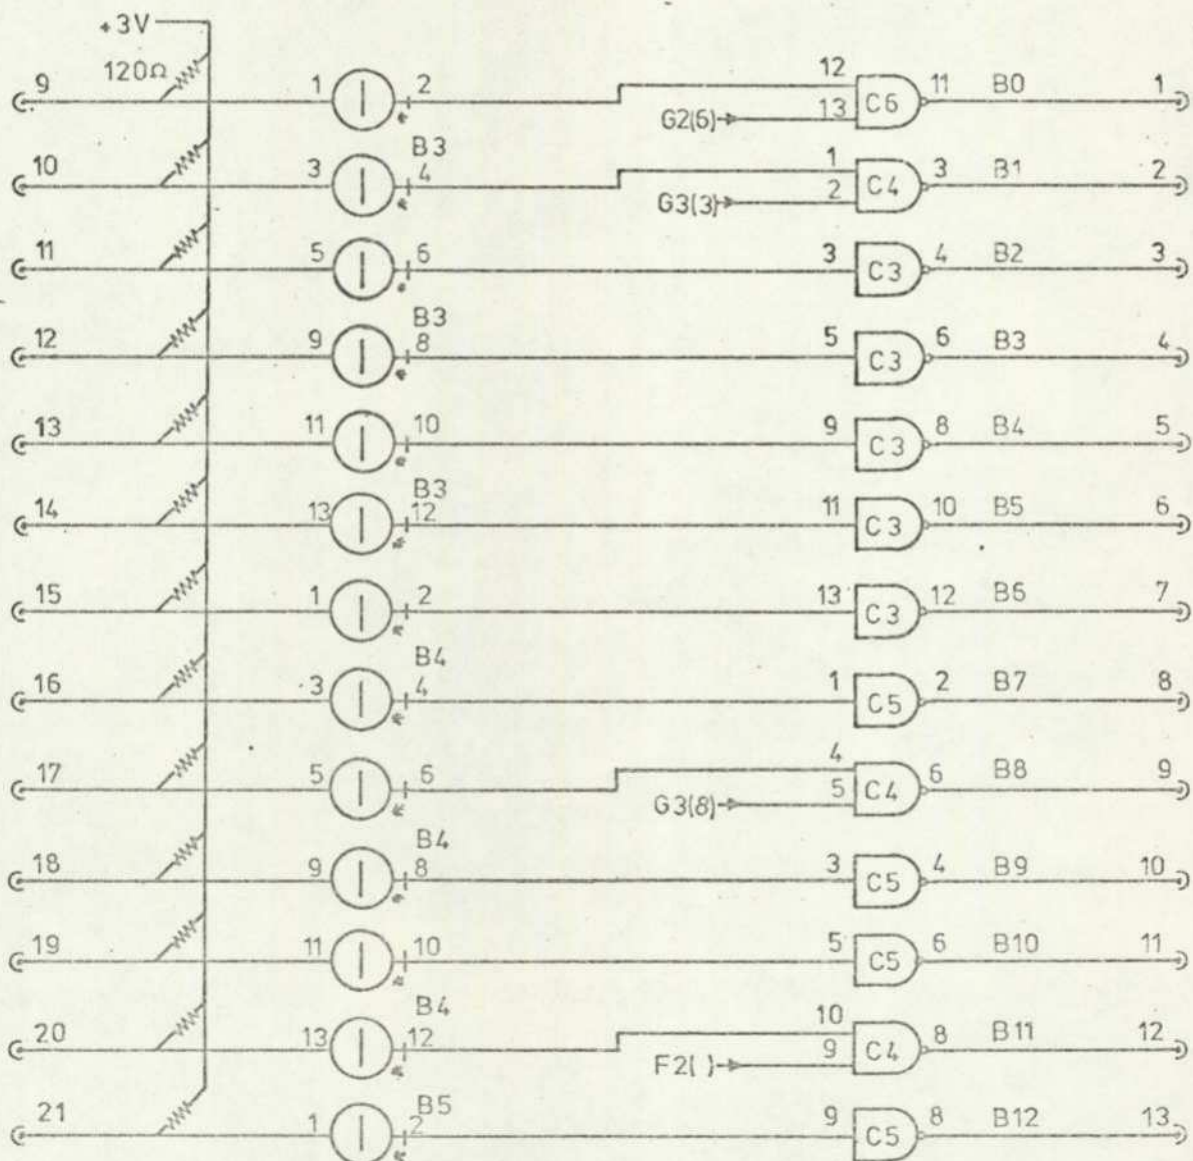 +3V
120Ω
9 1 2 12 C6 11 B0 1
G2(6) 13
B3
10 3 4 1 C4 3 B1 2
G3(3) 2
11 5 6 3 C3 4 B2 3
B3
12 9 8 5 C3 6 B3 4
13 11 10 9 C3 8 B4 5
B3
14 13 12 11 C3 10 B5 6
15 1 2 13 C3 12 B6 7
B4
16 3 4 1 C5 2 B7 8
17 5 6 4 C4 6 B8 9
G3(8) 5
B4
18 9 8 3 C5 4 B9 10
19 11 10 5 C5 6 B10 11
B4
20 13 12 10 C4 8 B11 12
F2( ) 9
B5
21 1 2 9 C5 8 B12 13